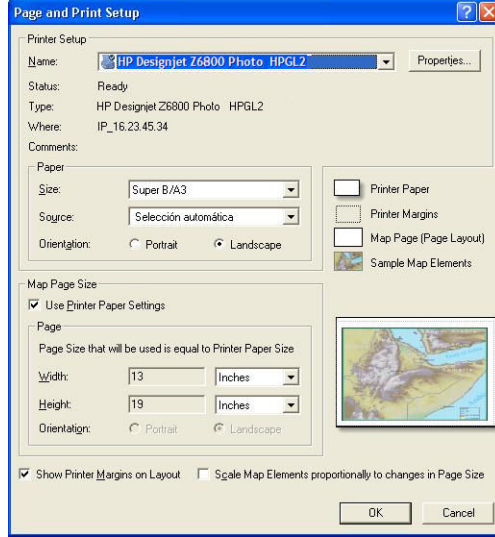 Page and Print Setup
Printer Setup
Name: HP Designjet Z6800 Photo HPGL2 Properties...
Status: Ready
Type: HP Designjet Z6800 Photo HPGL2
Where: IP_16.23.45.34
Comments:
Paper
Size: Super B/A3
Source: Selección automática
Orientation: Portrait Landscape
Printer Paper
Printer Margins
Map Page (Page Layout)
Sample Map Elements
Map Page Size
Use Printer Paper Settings
Page
Page Size that will be used is equal to Printer Paper Size
Width: 13 Inches
Height: 19 Inches
Orientation: Portrait Landscape
Show Printer Margins on Layout Scale Map Elements proportionally to changes in Page Size
OK Cancel